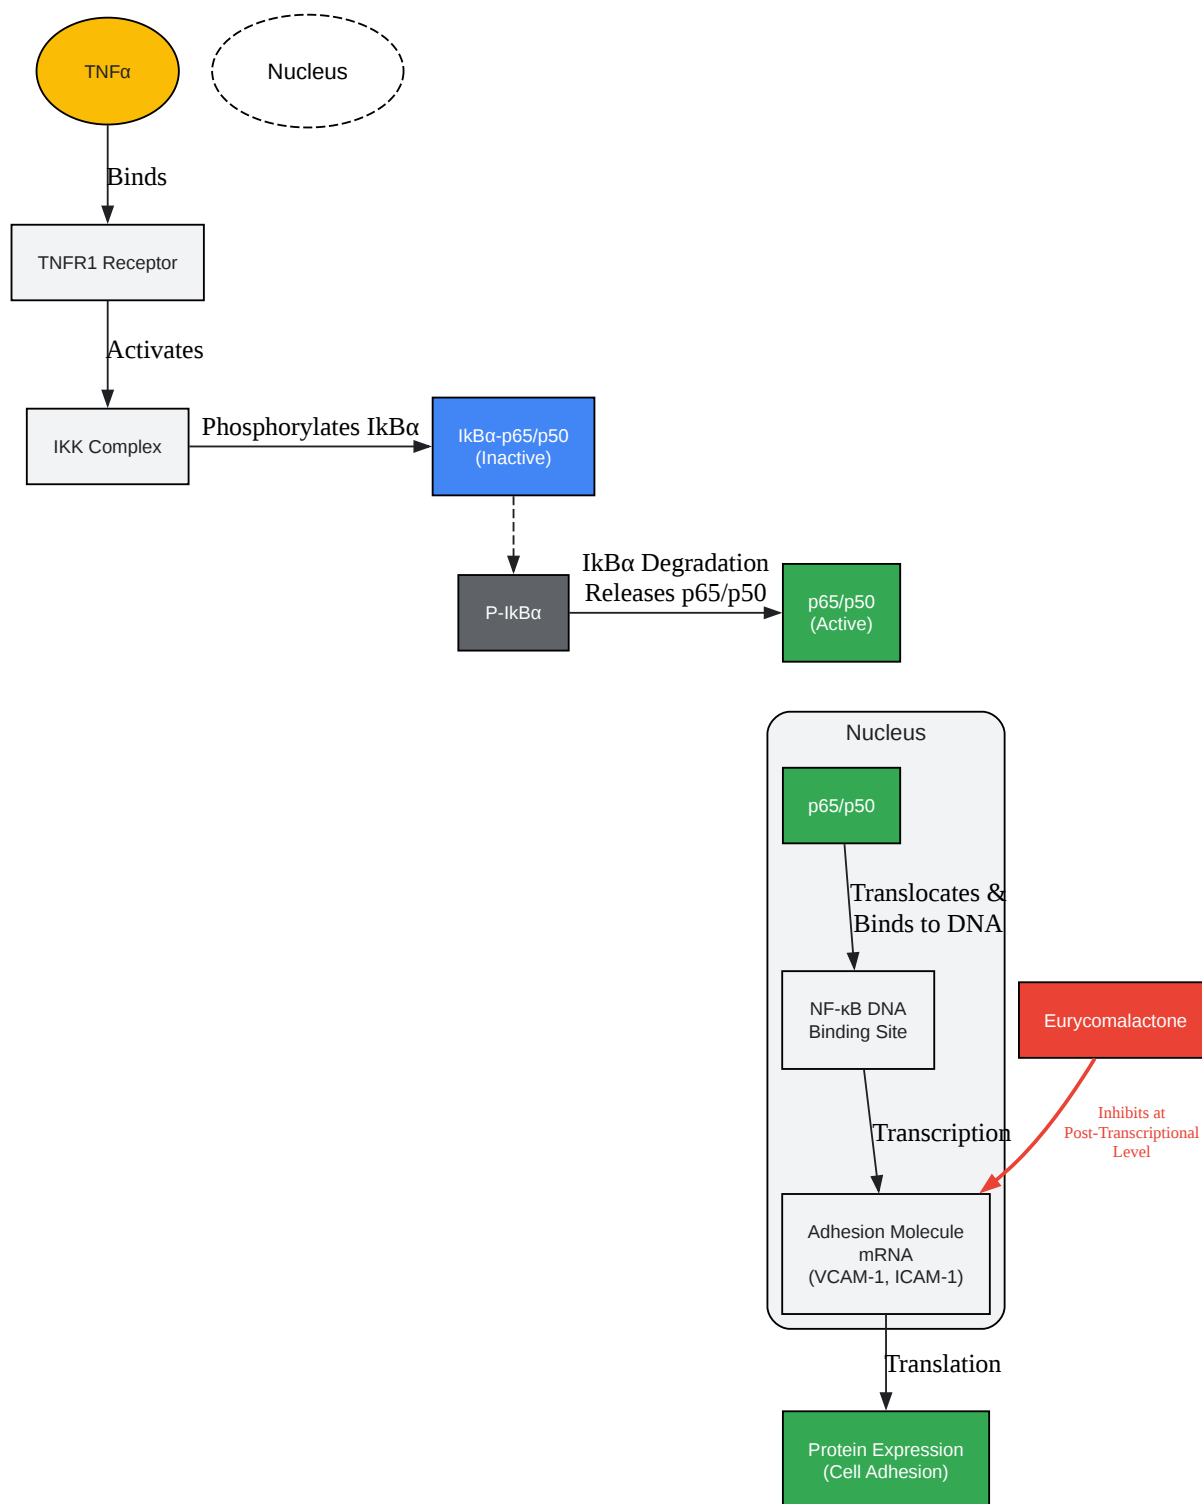 TNFα
Nucleus
Binds
TNFR1 Receptor
Activates
IKK Complex
Phosphorylates IkBα
IkBα-p65/p50
(Inactive)
P-IkBα
IkBα Degradation
Releases p65/p50
p65/p50
(Active)
Nucleus
p65/p50
Translocates &
Binds to DNA
NF-κB DNA
Binding Site
Eurycomalactone
Inhibits at
Post-Transcriptional
Level
Transcription
Adhesion Molecule
mRNA
(VCAM-1, ICAM-1)
Translation
Protein Expression
(Cell Adhesion)